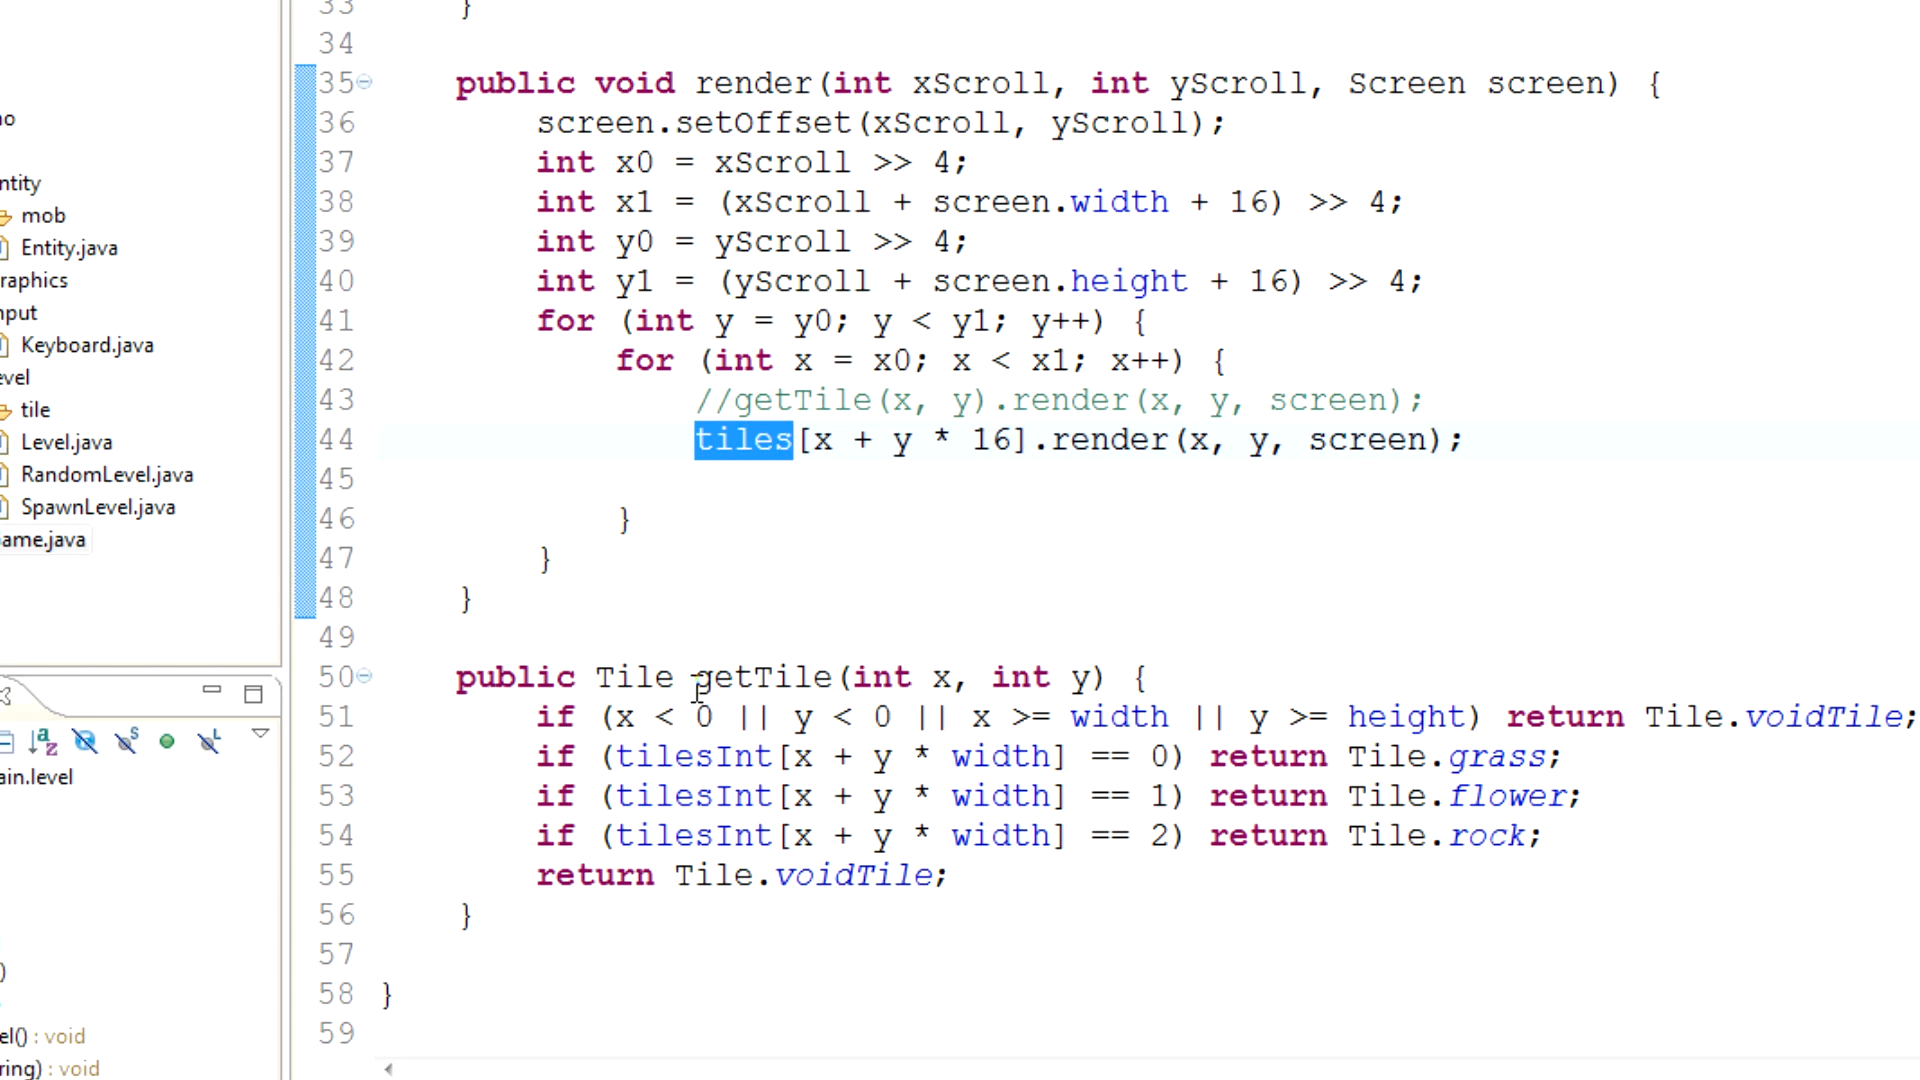 33 }
34
35 public void render(int xScroll, int yScroll, Screen screen) {
36 screen.setOffset(xScroll, yScroll);
37 int x0 = xScroll >> 4;
38 int x1 = (xScroll + screen.width + 16) >> 4;
39 int y0 = yScroll >> 4;
40 int y1 = (yScroll + screen.height + 16) >> 4;
41 for (int y = y0; y < y1; y++) {
42 for (int x = x0; x < x1; x++) {
43 //getTile(x, y).render(x, y, screen);
44 tiles[x + y * 16].render(x, y, screen);
45
46 }
47 }
48 }
49
50 public Tile getTile(int x, int y) {
51 if (x < 0 || y < 0 || x >= width || y >= height) return Tile.voidTile;
52 if (tilesInt[x + y * width] == 0) return Tile.grass;
53 if (tilesInt[x + y * width] == 1) return Tile.flower;
54 if (tilesInt[x + y * width] == 2) return Tile.rock;
55 return Tile.voidTile;
56 }
57
58 }
59
no
ntity
mob
Entity.java
raphics
nput
Keyboard.java
evel
tile
Level.java
RandomLevel.java
SpawnLevel.java
ame.java
ain.level
)
el() : void
ring) : void